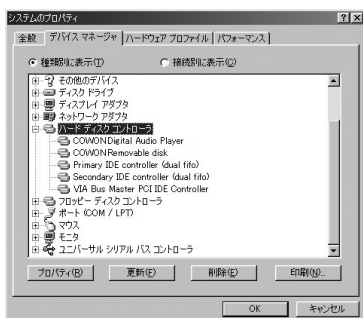 システムのプロパティ
全般 デバイス マネージャ ハードウェア プロファイル パフォーマンス
種類別に表示(T) 接続別に表示(C)
その他のデバイス
ディスク ドライブ
ディスプレイ アダプタ
ネットワーク アダプタ
ハード ディスク コントローラ
COWON Digital Audio Player
COWON Removable disk
Primary IDE controller (dual fifo)
Secondary IDE controller (dual fifo)
VIA Bus Master PCI IDE Controller
フロッピー ディスク コントローラ
ポート (COM / LPT)
マウス
モニタ
ユニバーサル シリアル バス コントローラ
プロパティ(R) 更新(F) 削除(E) 印刷(N)...
OK キャンセル